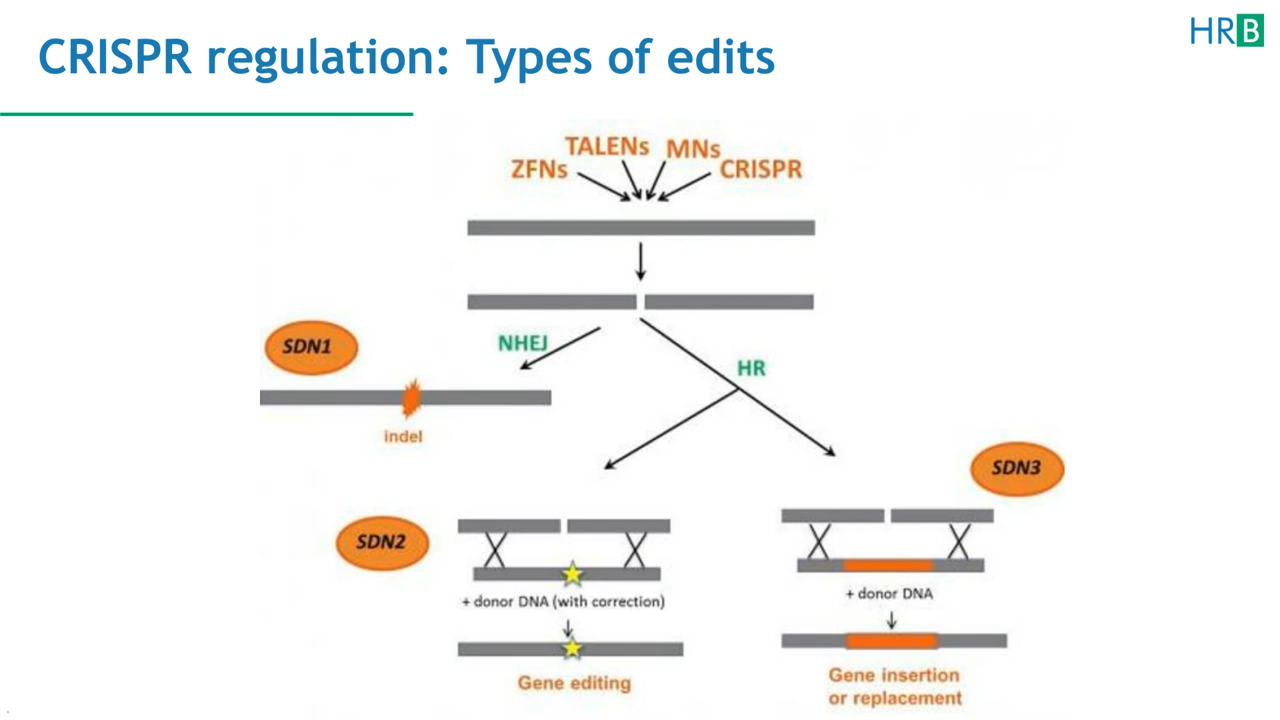 CRISPR regulation: Types of edits
HRB
TALENs
MNs
ZFNs
CRISPR
NHEJ
SDN1
HR
indel
SDN3
SDN2
+ donor DNA (with correction)
+ donor DNA
Gene editing
Gene insertion
or replacement